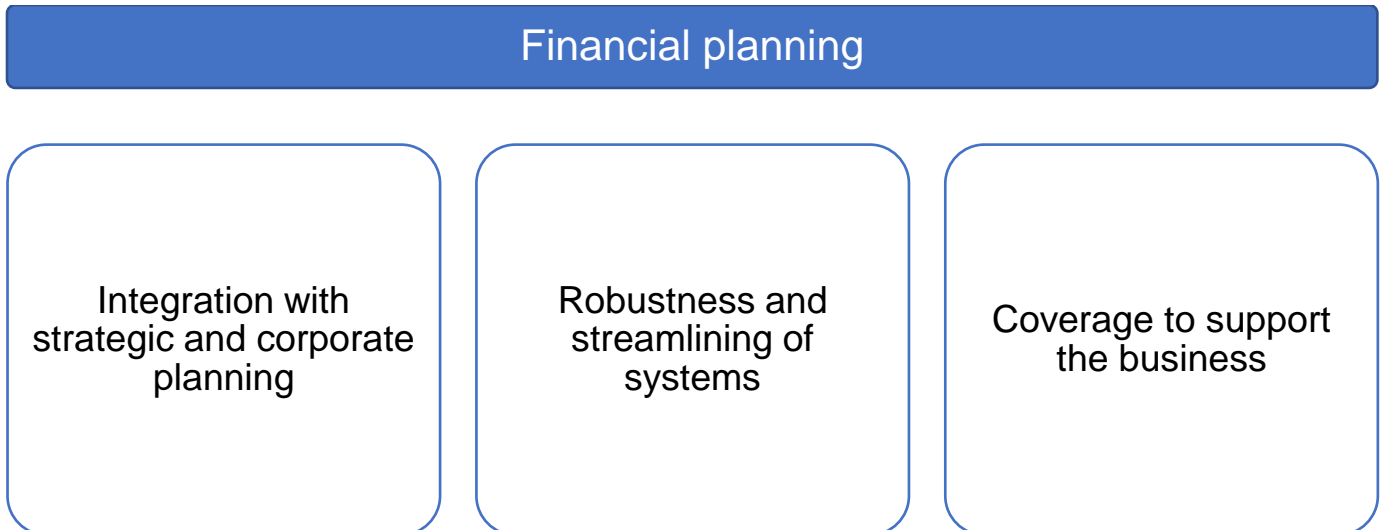 Financial planning
Integration with
strategic and corporate
planning
Robustness and
streamlining of
systems
Coverage to support
the business